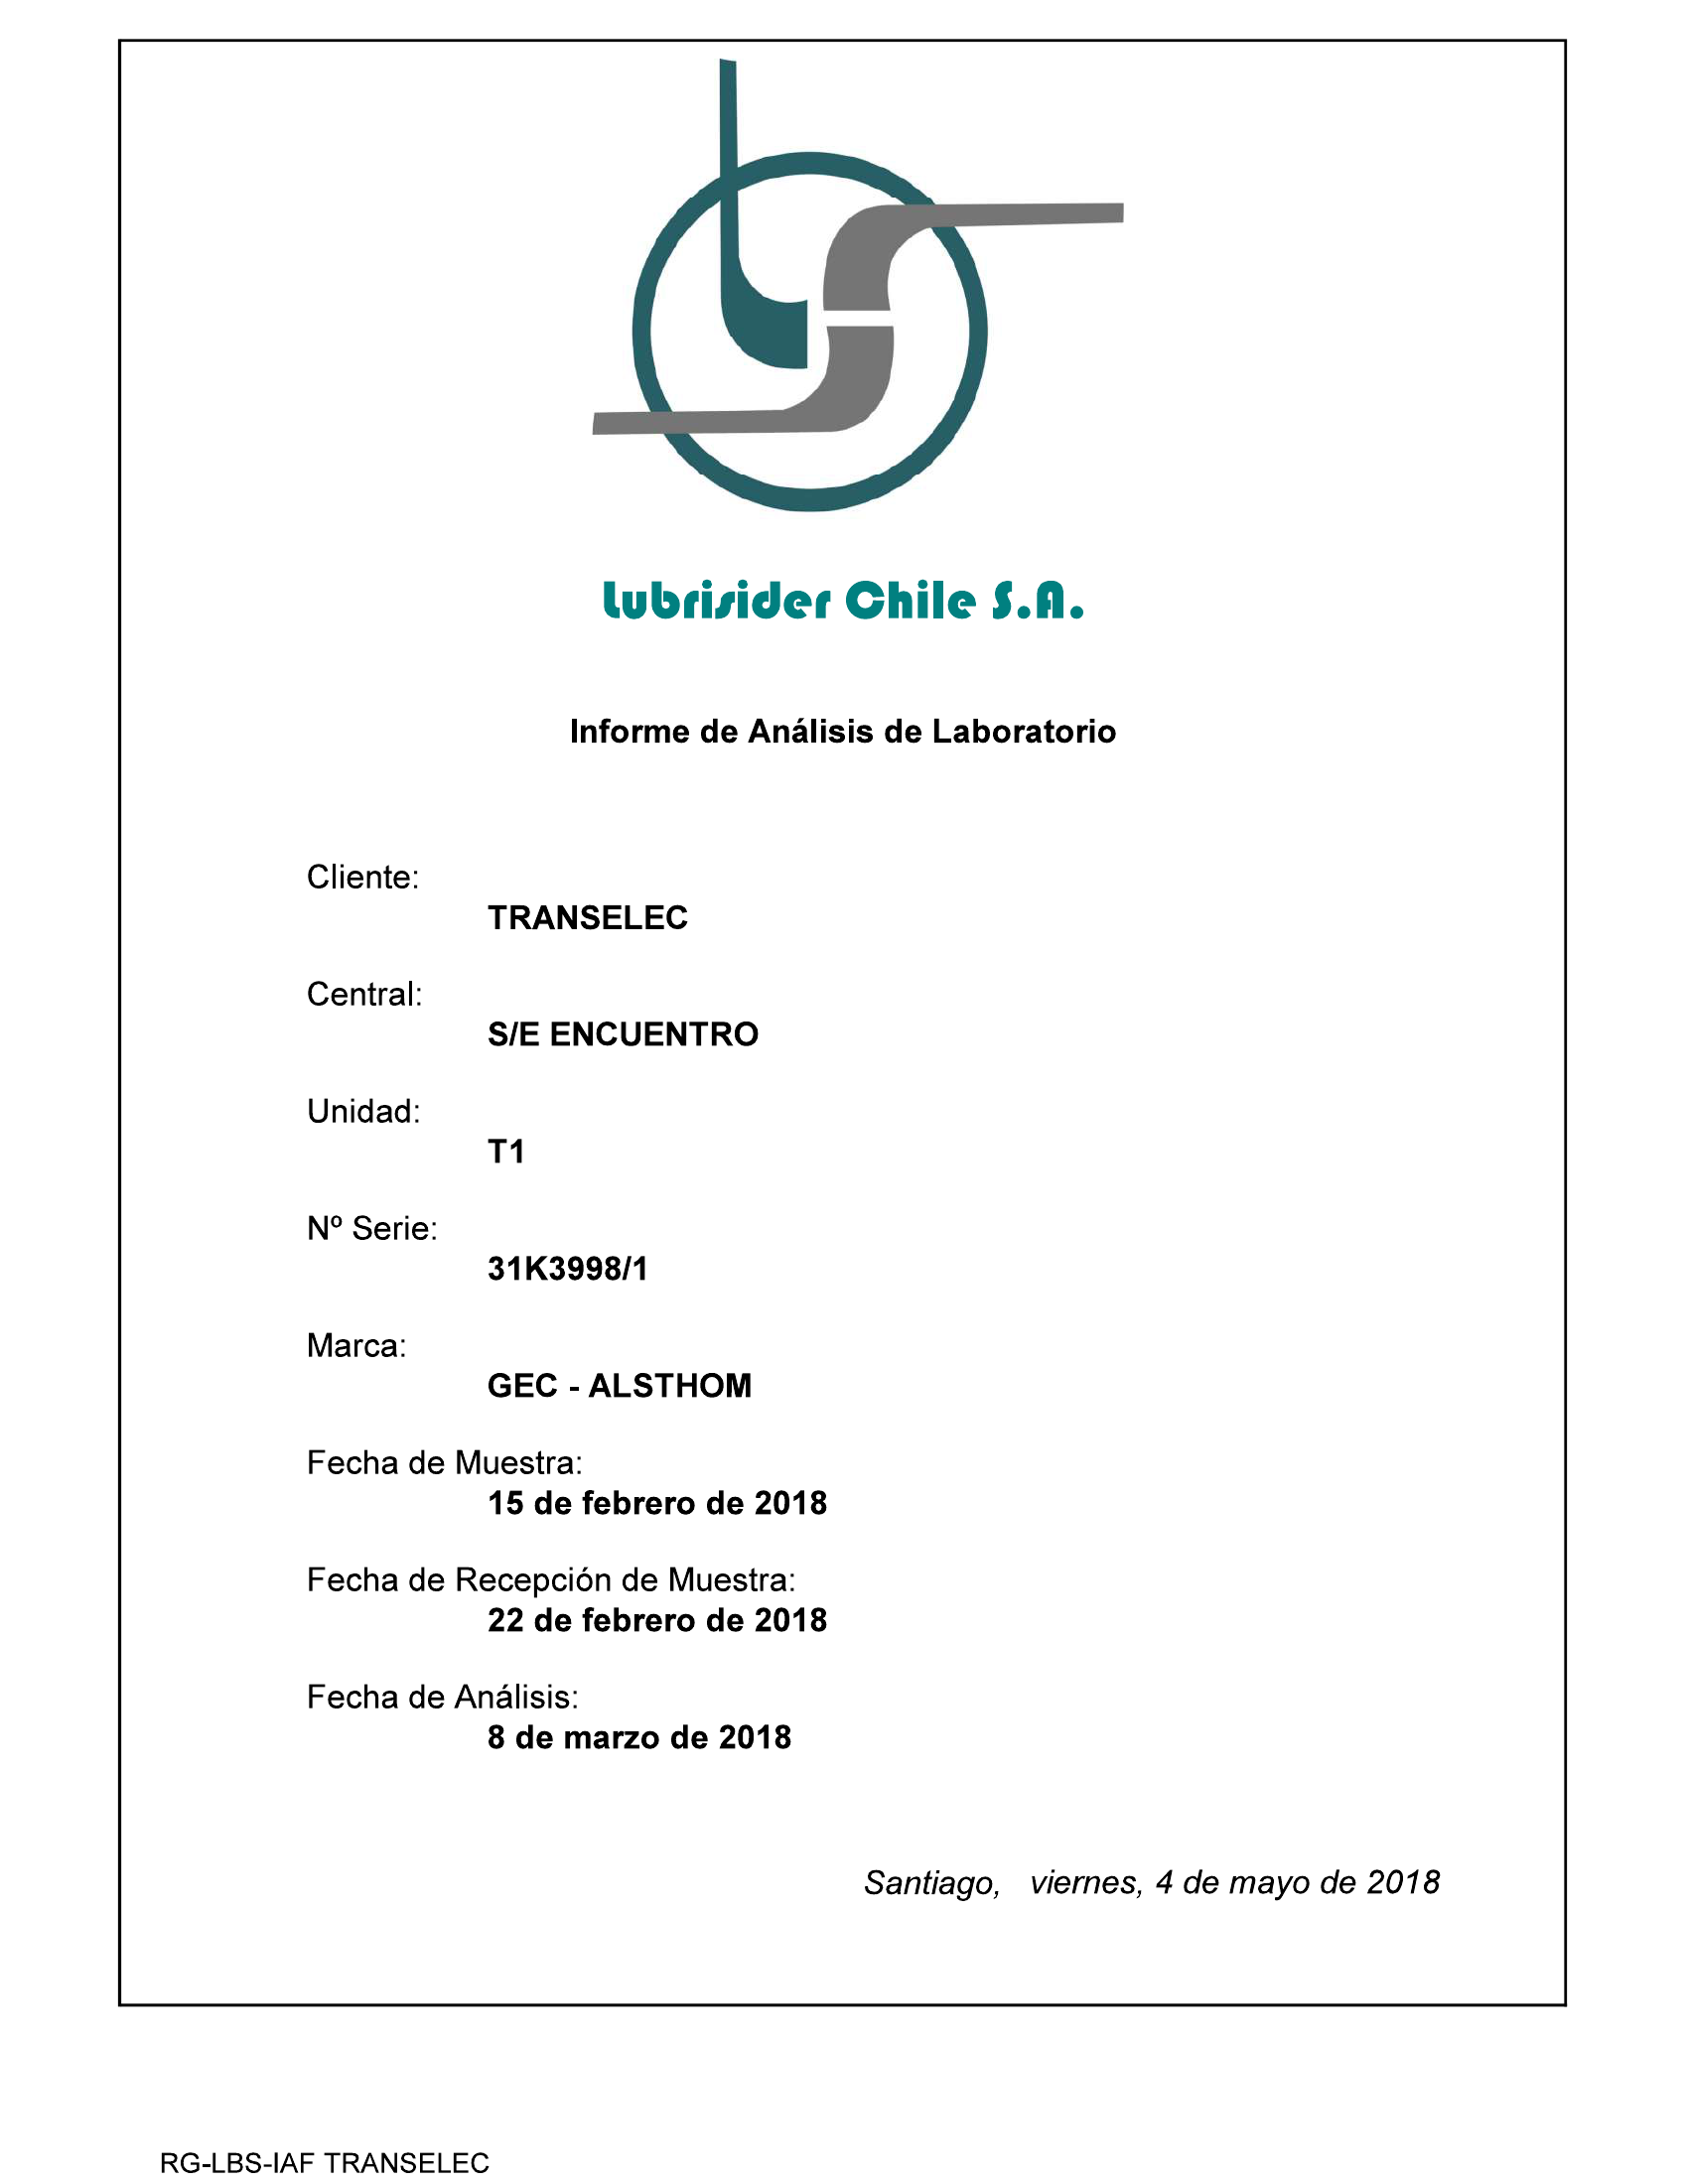 Lubrisider Chile S.A.
Informe de Análisis de Laboratorio
Cliente:
TRANSELEC
Central:
S/E ENCUENTRO
Unidad:
T1
Nº Serie:
31K3998/1
Marca:
GEC - ALSTHOM
Fecha de Muestra:
15 de febrero de 2018
Fecha de Recepción de Muestra:
22 de febrero de 2018
Fecha de Análisis:
8 de marzo de 2018
Santiago, viernes, 4 de mayo de 2018
RG-LBS-IAF TRANSELEC